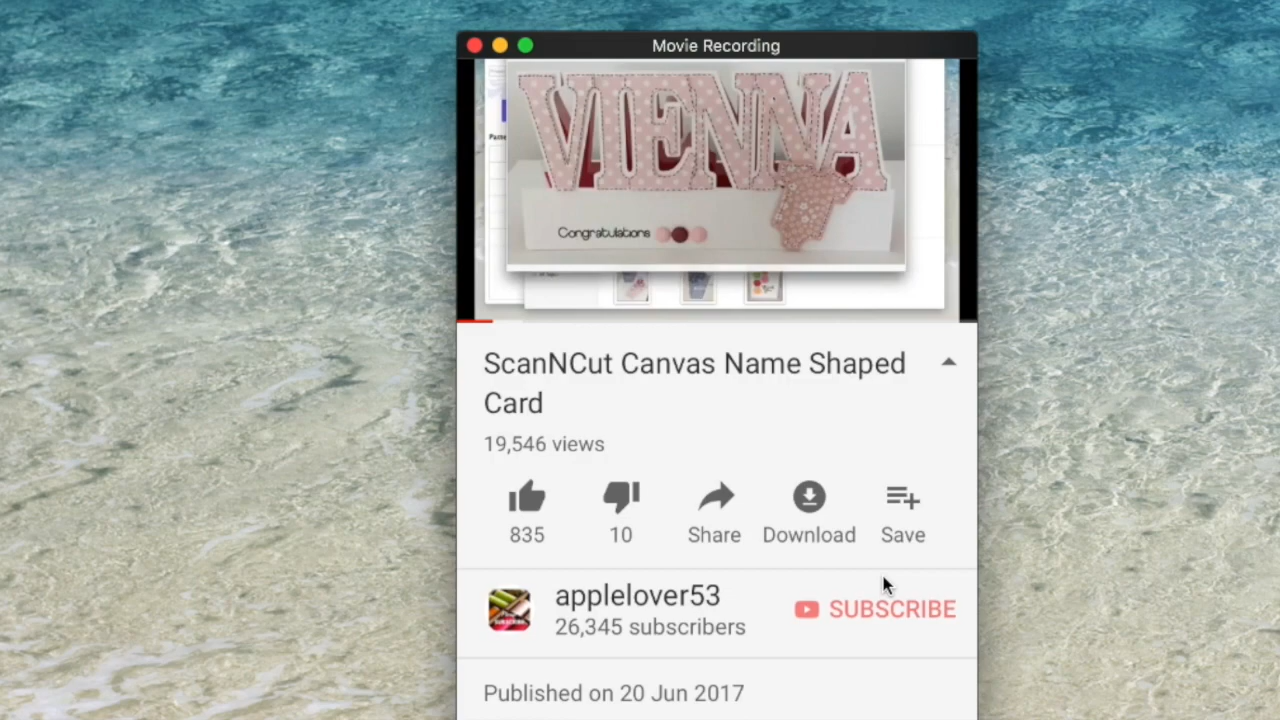 Movie Recording
VIENNA
Congratulations
ScanNCut Canvas Name Shaped
Card
19,546 views
835
10
Share
Download
Save
applelover53
26,345 subscribers
SUBSCRIBE
Published on 20 Jun 2017